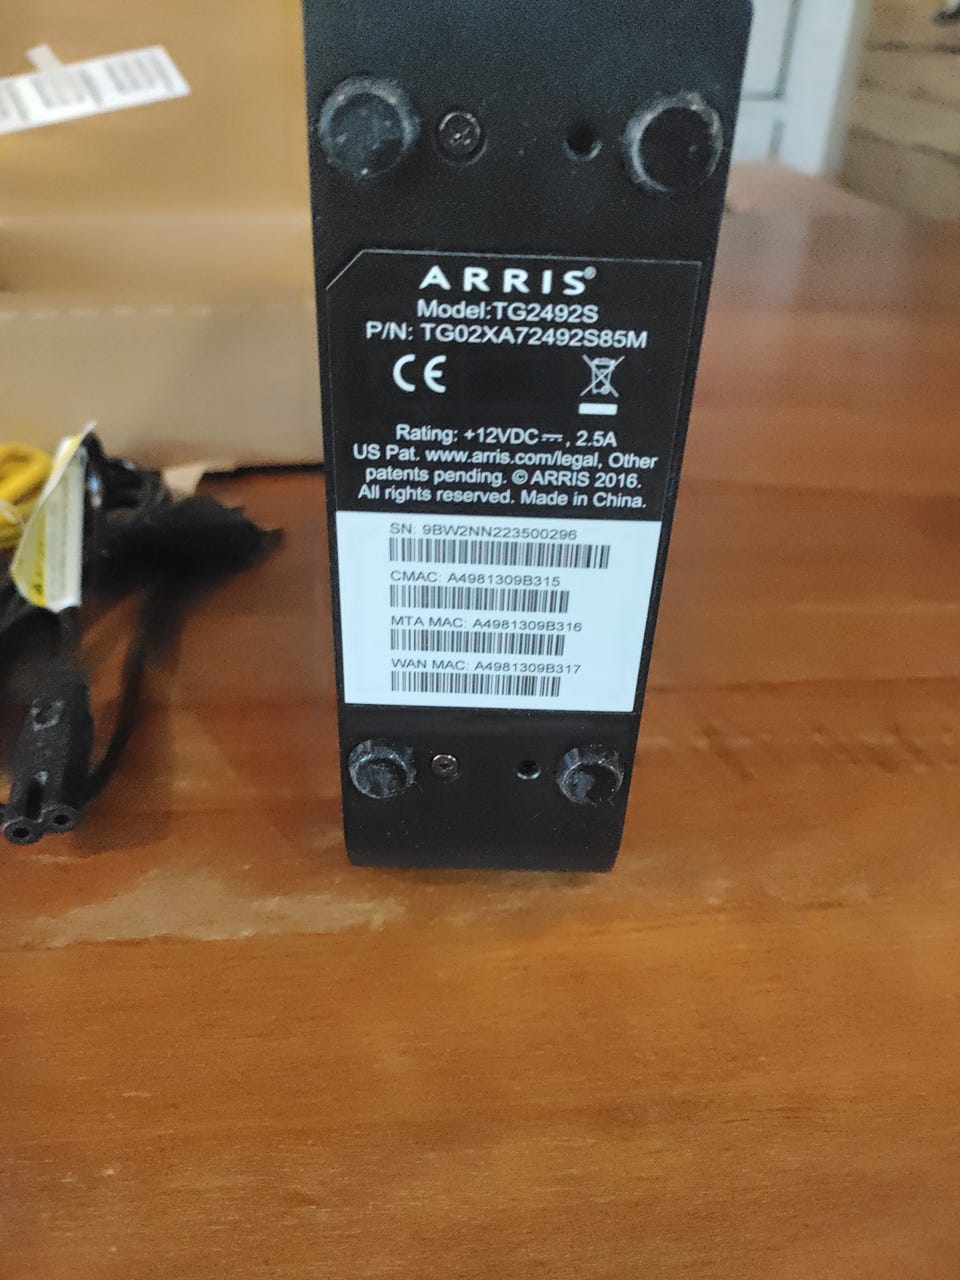 ARRIS®
Model:TG2492S
P/N: TG02XA72492S85M
CE
Rating: +12VDC⎓, 2.5A
US Pat. www.arris.com/legal, Other
patents pending. © ARRIS 2016.
All rights reserved. Made in China.
SN: 9BW2NN223500296
CMAC: A4981309B315
MTA MAC: A4981309B316
WAN MAC: A4981309B317